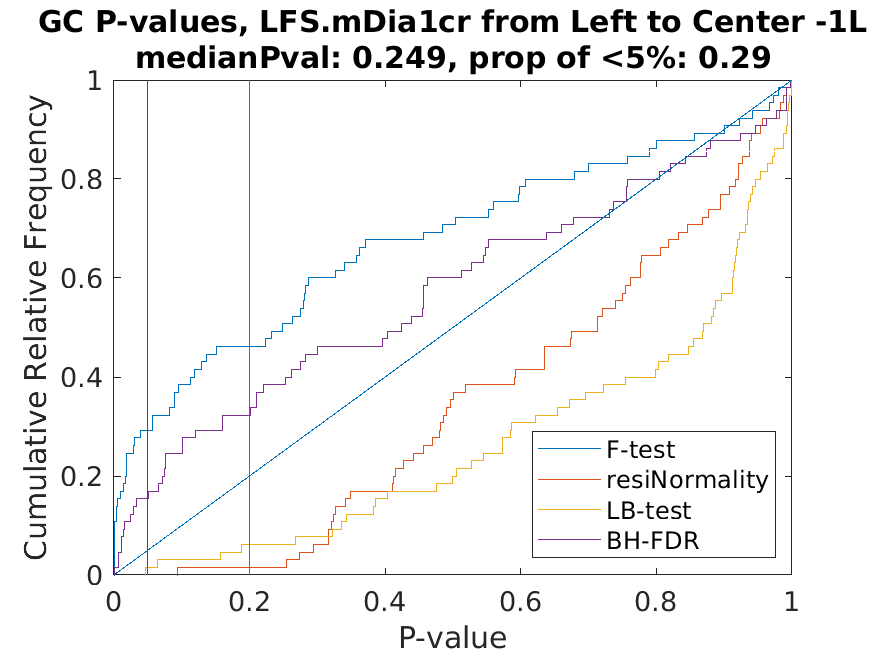 GC P-values, LFS.mDia1cr from Left to Center -1L
medianPval: 0.249, prop of <5%: 0.29
Cumulative Relative Frequency
1
0.8
0.6
0.4
0.2
0
0
0.2
0.4
0.6
0.8
1
P-value
F-test
resiNormality
LB-test
BH-FDR